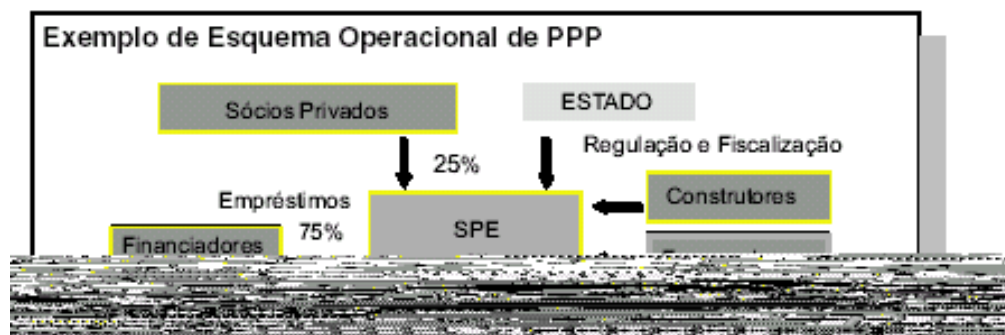 Exemplo de Esquema Operacional de PPP
Sócios Privados
ESTADO
Regulação e Fiscalização
25%
Empréstimos
75%
Construtores
SPE
Financiadores